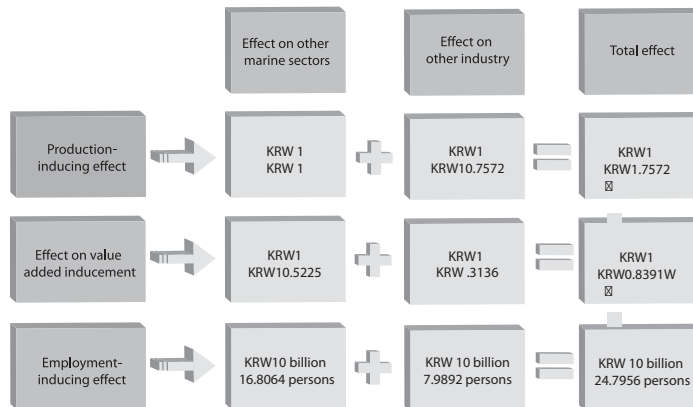 Effect on other
marine sectors
Effect on
other industry
Total effect
Production-
inducing effect
KRW 1
KRW 1
KRW1
KRW10.7572
KRW1
KRW1.7572
Effect on value
added inducement
KRW1
KRW10.5225
KRW1
KRW .3136
KRW1
KRW0.8391W
Employment-
inducing effect
KRW10 billion
16.8064 persons
KRW 10 billion
7.9892 persons
KRW 10 billion
24.7956 persons